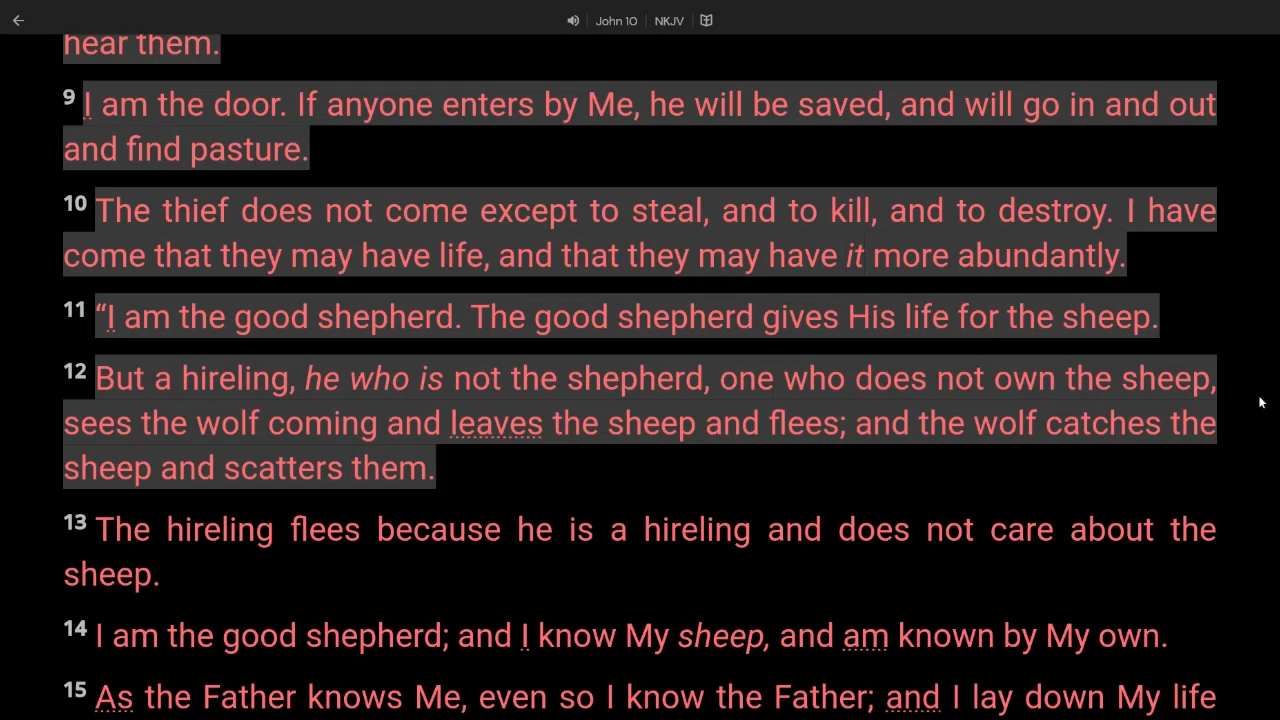 John 10 NKJV
hear them.
9 I am the door. If anyone enters by Me, he will be saved, and will go in and out
and find pasture.
10 The thief does not come except to steal, and to kill, and to destroy. I have
come that they may have life, and that they may have it more abundantly.
11 “I am the good shepherd. The good shepherd gives His life for the sheep.
12 But a hireling, he who is not the shepherd, one who does not own the sheep,
sees the wolf coming and leaves the sheep and flees; and the wolf catches the
sheep and scatters them.
13 The hireling flees because he is a hireling and does not care about the
sheep.
14 I am the good shepherd; and I know My sheep, and am known by My own.
15 As the Father knows Me, even so I know the Father; and I lay down My life